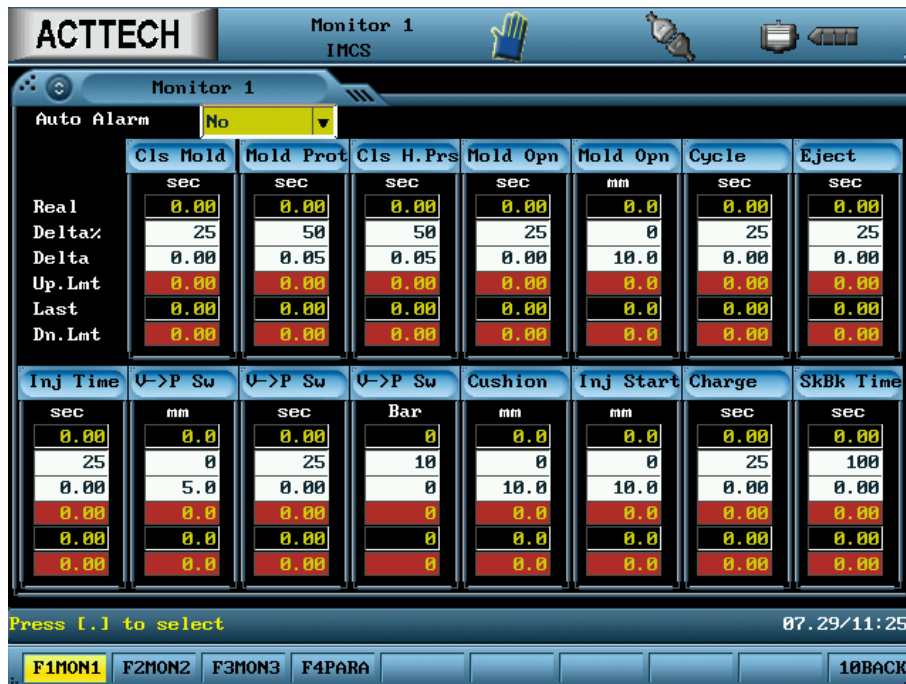 ACTTECH Monitor 1
IMCS
Monitor 1
Auto Alarm No
Cls Mold Mold Prot Cls H.Prs Mold Opn Mold Opn Cycle Eject
sec sec sec sec mm sec sec
Real 0.00 0.00 0.00 0.00 0.0 0.00 0.00
Delta% 25 50 50 25 0 25 25
Delta 0.00 0.05 0.05 0.00 10.0 0.00 0.00
Up.Lmt 0.00 0.00 0.00 0.00 0.0 0.00 0.00
Last 0.00 0.00 0.00 0.00 0.0 0.00 0.00
Dn.Lmt 0.00 0.00 0.00 0.00 0.0 0.00 0.00
Inj Time V->P Sw V->P Sw V->P Sw Cushion Inj Start Charge SkBk Time
sec mm sec Bar mm mm sec sec
0.00 0.0 0.00 0 0.0 0.0 0.00 0.00
25 0 25 10 0 0 25 100
0.00 5.0 0.00 0 10.0 10.0 0.00 0.00
0.00 0.0 0.00 0 0.0 0.0 0.00 0.00
0.00 0.0 0.00 0 0.0 0.0 0.00 0.00
0.00 0.0 0.00 0 0.0 0.0 0.00 0.00
Press [.] to select 07.29/11:25
F1MON1 F2MON2 F3MON3 F4PARA 10BACK